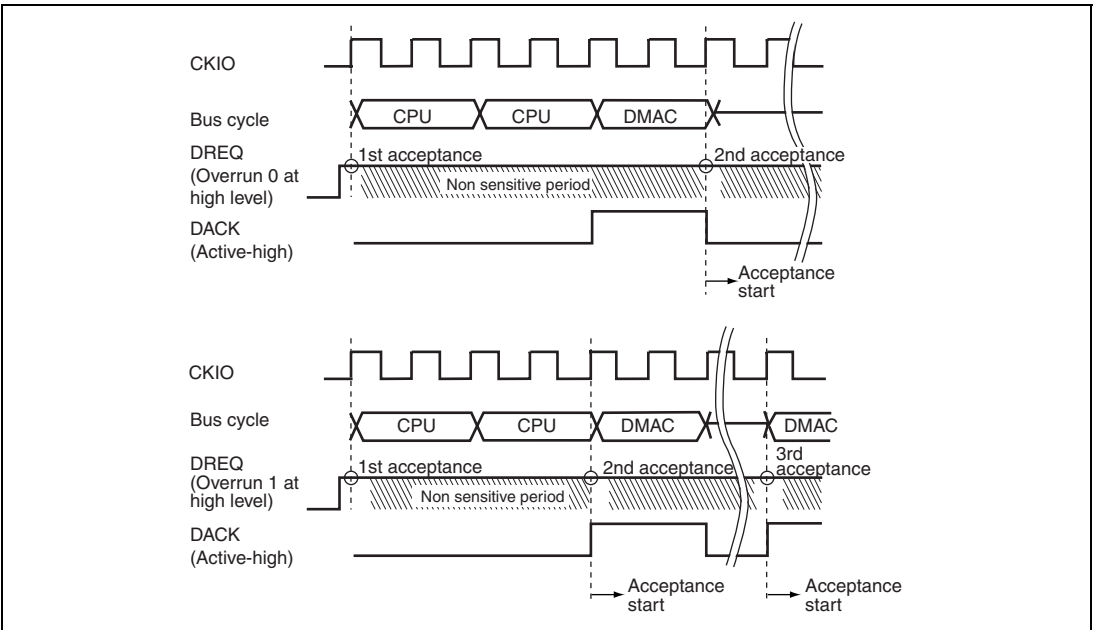 CKIO
Bus cycle
CPU
CPU
DMAC
DREQ
(Overrun 0 at
high level)
1st acceptance
2nd acceptance
Non sensitive period
DACK
(Active-high)
Acceptance
start
CKIO
Bus cycle
CPU
CPU
DMAC
DMAC
DREQ
(Overrun 1 at
high level)
1st acceptance
2nd acceptance
3rd
acceptance
Non sensitive period
DACK
(Active-high)
Acceptance
start
Acceptance
start